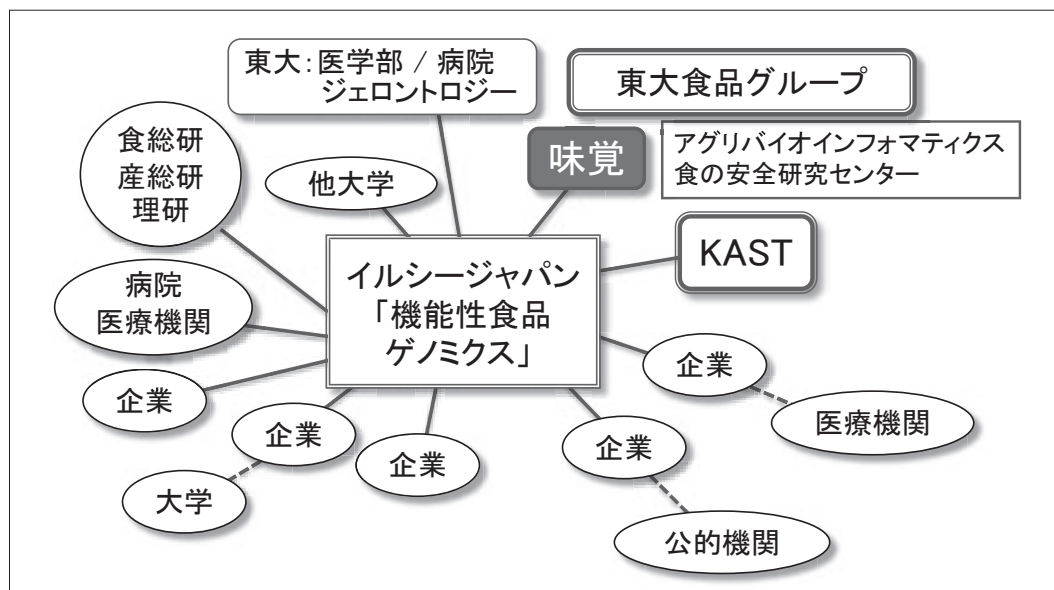 東大：医学部 / 病院
ジェロントロジー
東大食品グループ
味覚
アグリバイオインフォマティクス
食の安全研究センター
食総研
産総研
理研
他大学
KAST
イルシージャパン
「機能性食品
ゲノミクス」
病院
医療機関
企業
企業
企業
企業
企業
医療機関
大学
公的機関